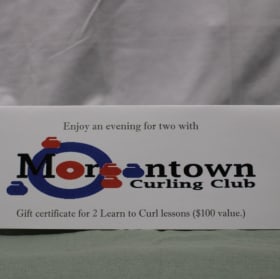 Enjoy an evening for two with
Morgantown
Curling Club
Gift certificate for 2 Learn to Curl lessons ($100 value.)